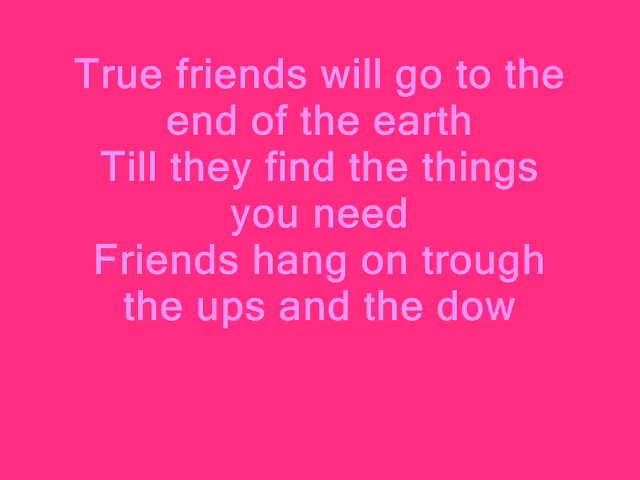 True friends will go to the
end of the earth
Till they find the things
you need
Friends hang on trough
the ups and the dow